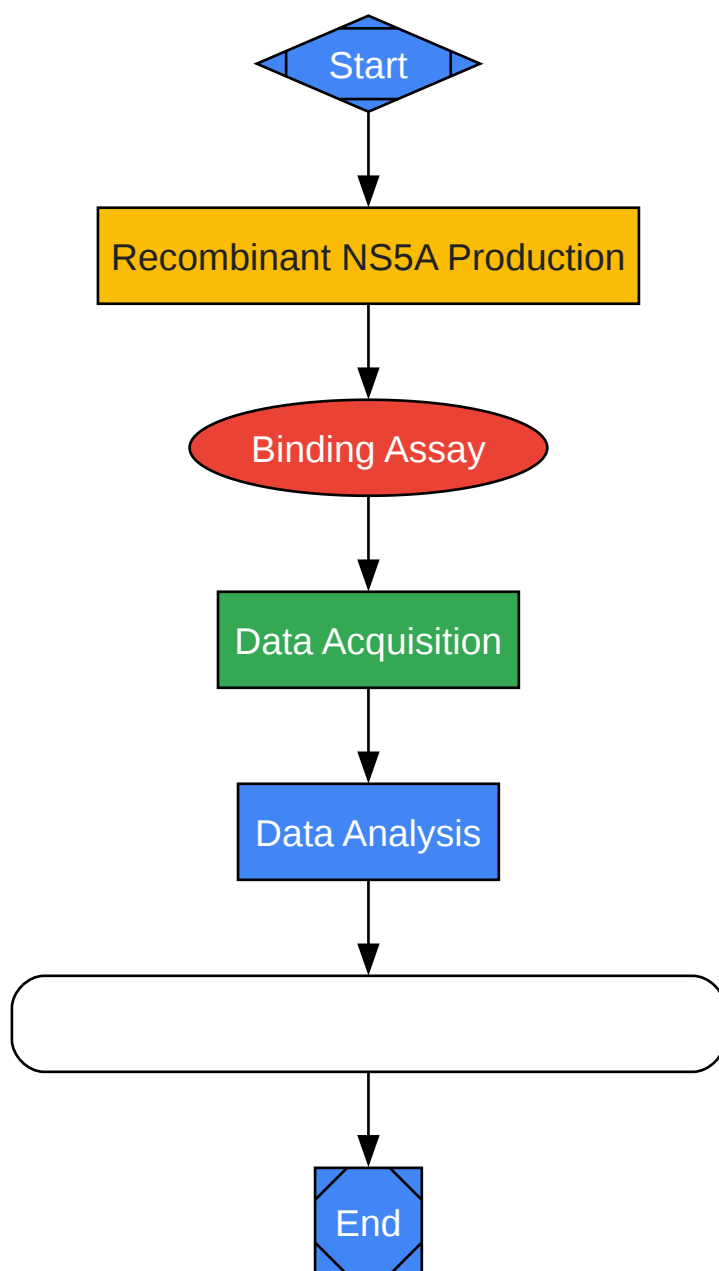 Start
Recombinant NS5A Production
Binding Assay
Data Acquisition
Data Analysis
End